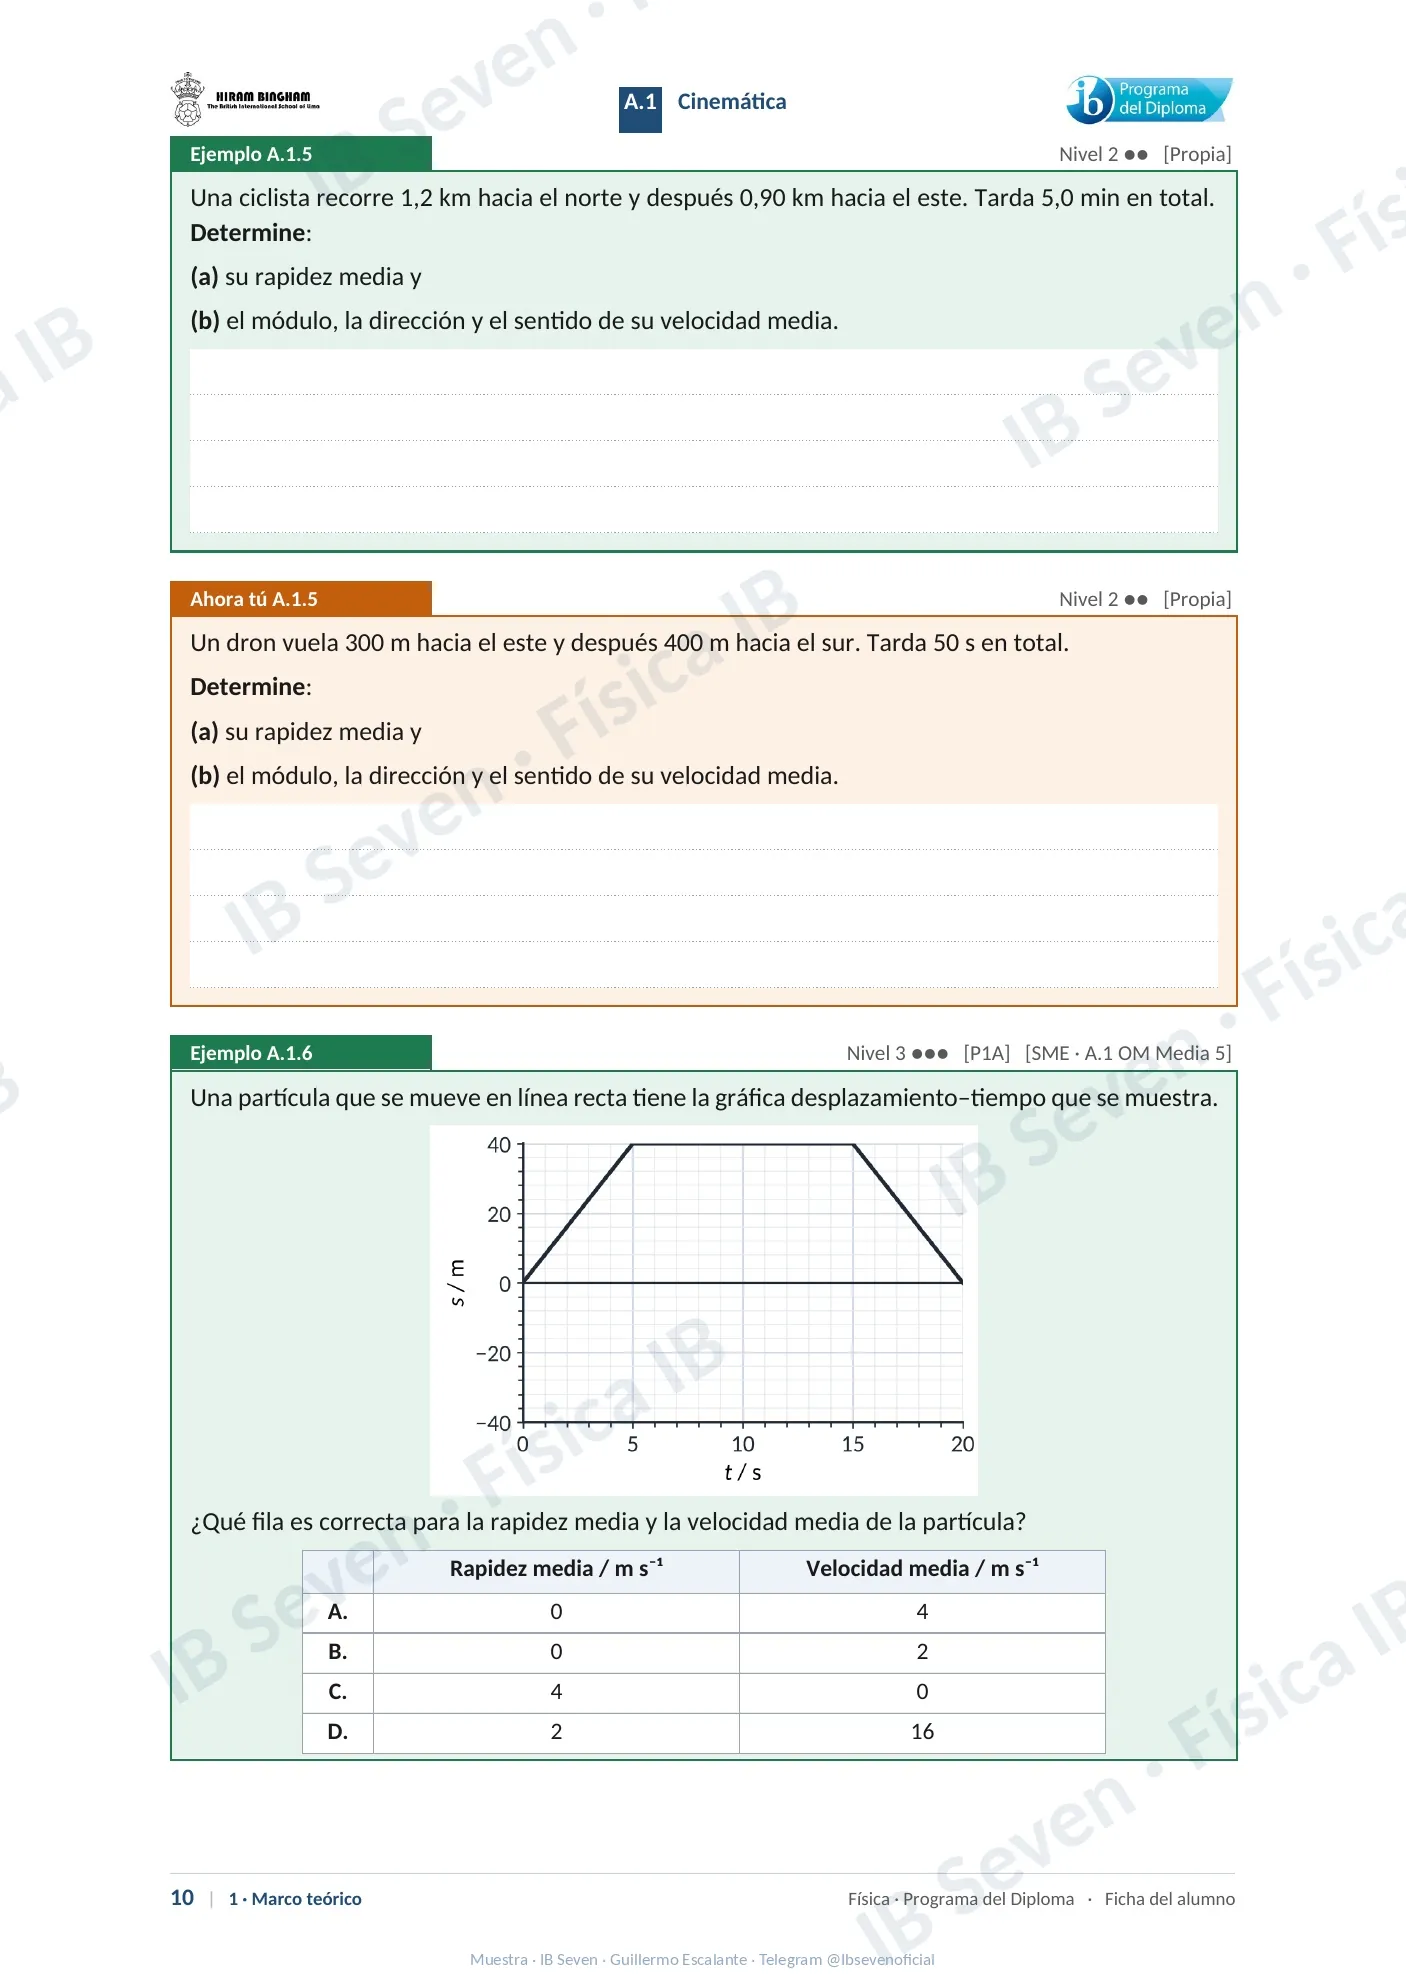 HIRAM BINGHAM
The British International School of Lima
A.1 Cinemática
ib Programa
del Diploma
Ejemplo A.1.5 Nivel 2 ●● [Propia]
Una ciclista recorre 1,2 km hacia el norte y después 0,90 km hacia el este. Tarda 5,0 min en total.
Determine:
(a) su rapidez media y
(b) el módulo, la dirección y el sentido de su velocidad media.
Ahora tú A.1.5 Nivel 2 ●● [Propia]
Un dron vuela 300 m hacia el este y después 400 m hacia el sur. Tarda 50 s en total.
Determine:
(a) su rapidez media y
(b) el módulo, la dirección y el sentido de su velocidad media.
Ejemplo A.1.6 Nivel 3 ●●● [P1A] [SME · A.1 OM Media 5]
Una partícula que se mueve en línea recta tiene la gráfica desplazamiento–tiempo que se muestra.
40
20
s / m
0
−20
−40
0 5 10 15 20
t / s
¿Qué fila es correcta para la rapidez media y la velocidad media de la partícula?
Rapidez media / m s⁻¹ Velocidad media / m s⁻¹
A. 0 4
B. 0 2
C. 4 0
D. 2 16
10 | 1 · Marco teórico Física · Programa del Diploma · Ficha del alumno
Muestra · IB Seven · Guillermo Escalante · Telegram @Ibsevenoficial
IB Seven · Física IB